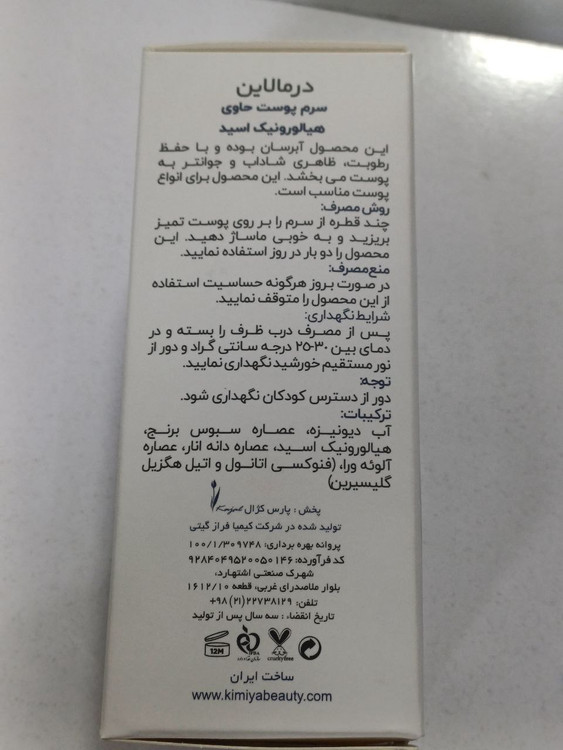 درمالاین
سرم پوست حاوی
هیالورونیک اسید
این محصول آبرسان بوده و با حفظ
رطوبت، ظاهری شاداب و جوانتر به
پوست می بخشد. این محصول برای انواع
پوست مناسب است.
روش مصرف:
چند قطره از سرم را بر روی پوست تمیز
بریزید و به خوبی ماساژ دهید. این
محصول را دو بار در روز استفاده نمایید.
منع مصرف:
در صورت بروز هرگونه حساسیت استفاده
از این محصول را متوقف نمایید.
شرایط نگهداری:
پس از مصرف درب ظرف را بسته و در
دمای بین ۳۰-۲۵ درجه سانتی گراد و دور از
نور مستقیم خورشید نگهداری نمایید.
توجه:
دور از دسترس کودکان نگهداری شود.
ترکیبات:
آب دیونیزه، عصاره سبوس برنج،
هیالورونیک اسید، عصاره دانه انار، عصاره
آلوئه ورا، (فنوکسی اتانول و اتیل هگزیل
گلیسیرین)
پخش : پارس کژال
تولید شده در شرکت کیمیا فراز گیتی
پروانه بهره برداری: ۱۰۰/۱/۳۰۹۷۴۸
کد فرآورده: ۹۲۸۴۰۴۹۵۲۰۰۵۰۱۴۶
شهرک صنعتی اشتهارد،
بلوار ملاصدرای غربی، قطعه ۱۶۱۲/۱۰
تلفن: ۲۲۷۳۸۱۲۹(۲۱)۹۸+
تاریخ انقضاء : سه سال پس از تولید
12M
crueltyfree
ساخت ایران
www.kimiyabeauty.com